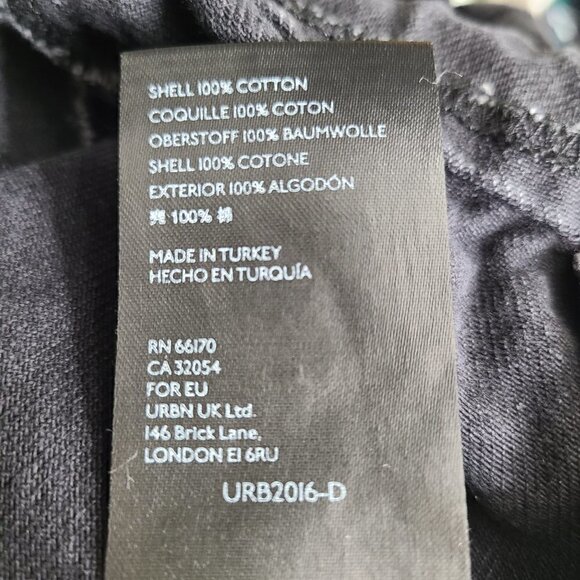 SHELL 100% COTTON
COQUILLE 100% COTON
OBERSTOFF 100% BAUMWOLLE
SHELL 100% COTONE
EXTERIOR 100% ALGODÓN
壳 100% 棉
MADE IN TURKEY
HECHO EN TURQUÍA
RN 66170
CA 32054
FOR EU
URBN UK Ltd.
146 Brick Lane,
LONDON E1 6RU
URB2016-D